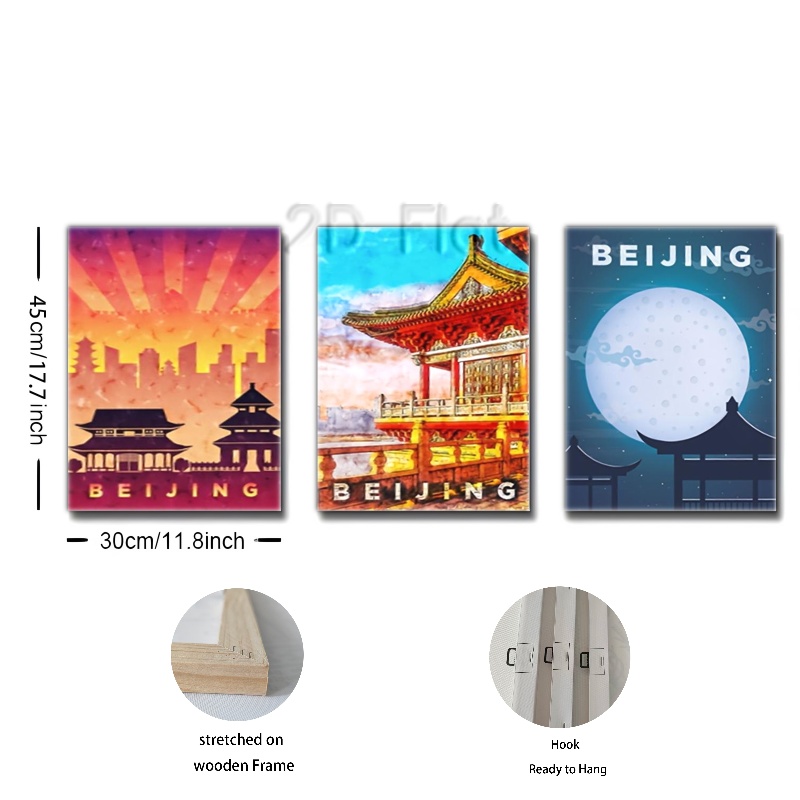 2D Flat
BEIJING
45cm/17.7inch
BEIJING
BEIJING
30cm/11.8inch
stretched on
wooden Frame
Hook
Ready to Hang